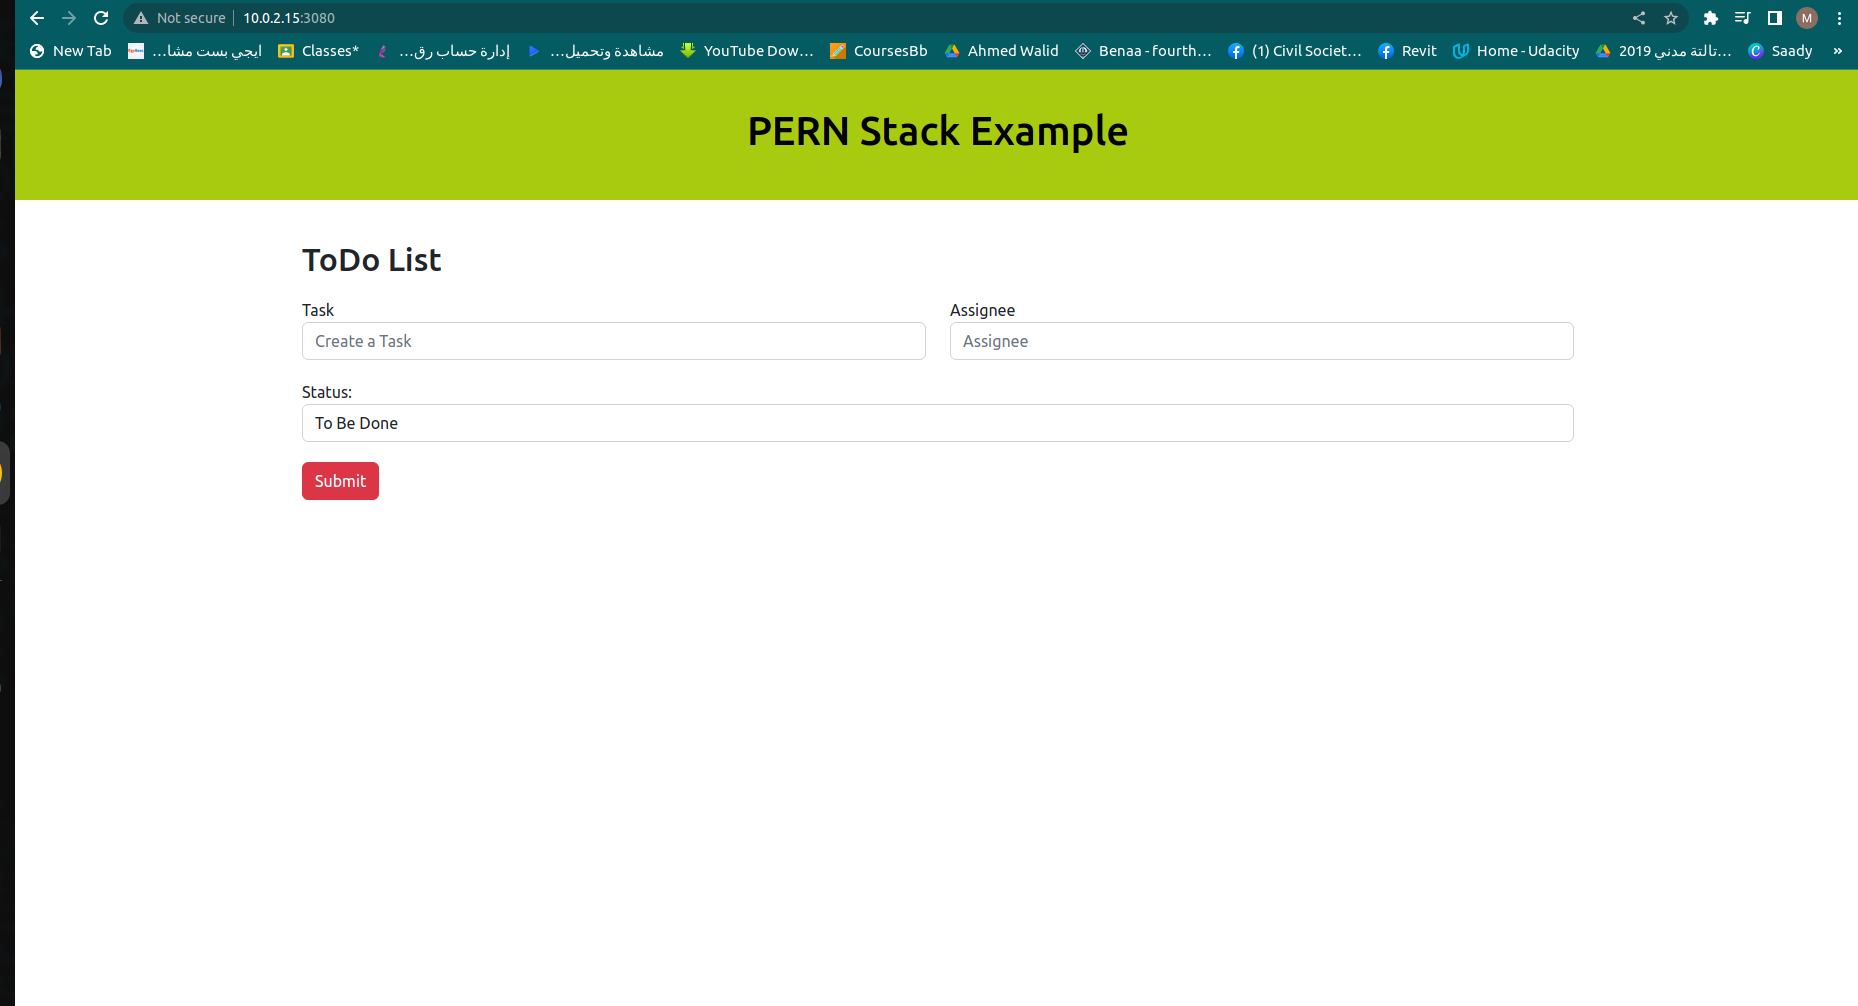 Not secure 10.0.2.15:3080 M
New Tab ايجي بست مشا... Classes* إدارة حساب رق... مشاهدة وتحميل... YouTube Dow... CoursesBb Ahmed Walid Benaa - fourth... (1) Civil Societ... Revit Home - Udacity تالتة مدني 2019... Saady »
PERN Stack Example
ToDo List
Task Assignee
Create a Task Assignee
Status:
To Be Done
Submit